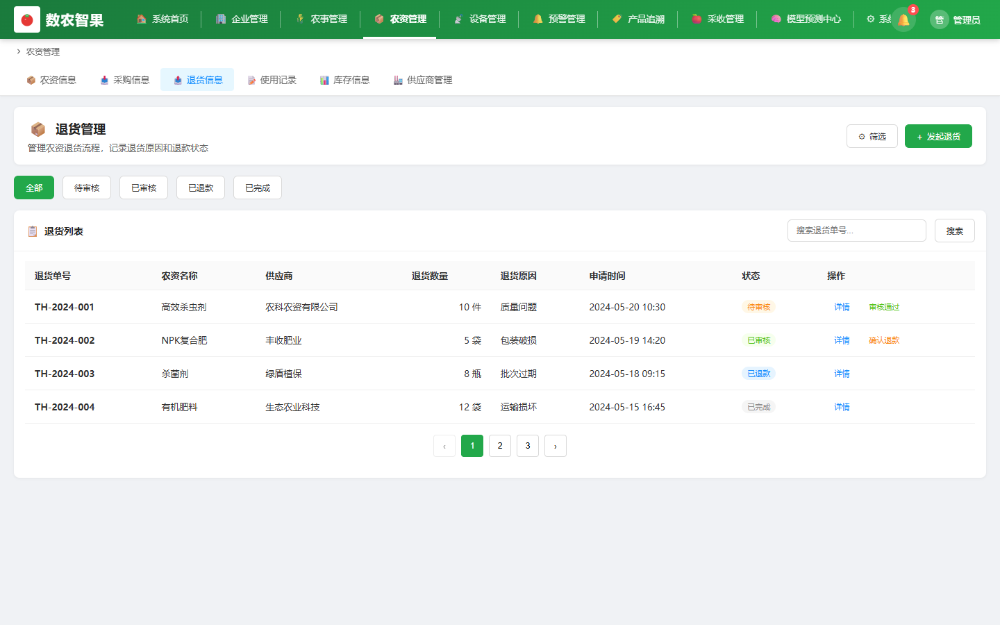 数农智果 系统首页 企业管理 农事管理 农资管理 设备管理 预警管理 产品追溯 采收管理 模型预测中心 3 管 管理员
› 农资管理
农资信息 采购信息 退货信息 使用记录 库存信息 供应商管理
退货管理
管理农资退货流程，记录退货原因和退款状态
筛选 + 发起退货
全部 待审核 已审核 已退款 已完成
退货列表 搜索退货单号... 搜索
退货单号 农资名称 供应商 退货数量 退货原因 申请时间 状态 操作
TH-2024-001 高效杀虫剂 农科农资有限公司 10 件 质量问题 2024-05-20 10:30 待审核 详情 审核通过
TH-2024-002 NPK复合肥 丰收肥业 5 袋 包装破损 2024-05-19 14:20 已审核 详情 确认退款
TH-2024-003 杀菌剂 绿盾植保 8 瓶 批次过期 2024-05-18 09:15 已退款 详情
TH-2024-004 有机肥料 生态农业科技 12 袋 运输损坏 2024-05-15 16:45 已完成 详情
‹ 1 2 3 ›